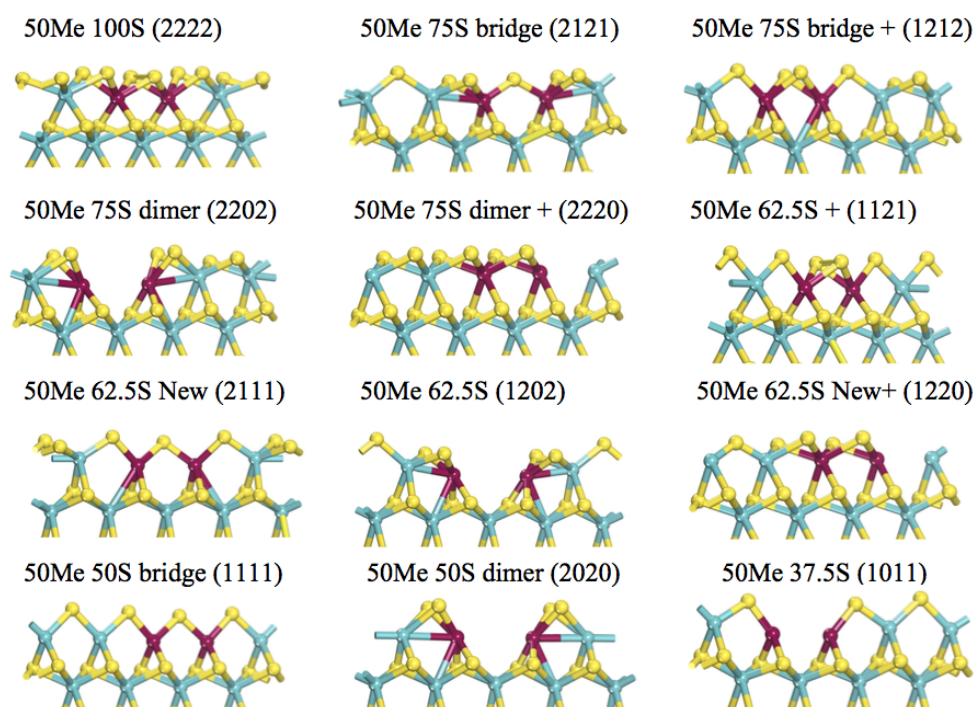 50Me 100S (2222)
50Me 75S bridge (2121)
50Me 75S bridge + (1212)
50Me 75S dimer (2202)
50Me 75S dimer + (2220)
50Me 62.5S + (1121)
50Me 62.5S New (2111)
50Me 62.5S (1202)
50Me 62.5S New+ (1220)
50Me 50S bridge (1111)
50Me 50S dimer (2020)
50Me 37.5S (1011)